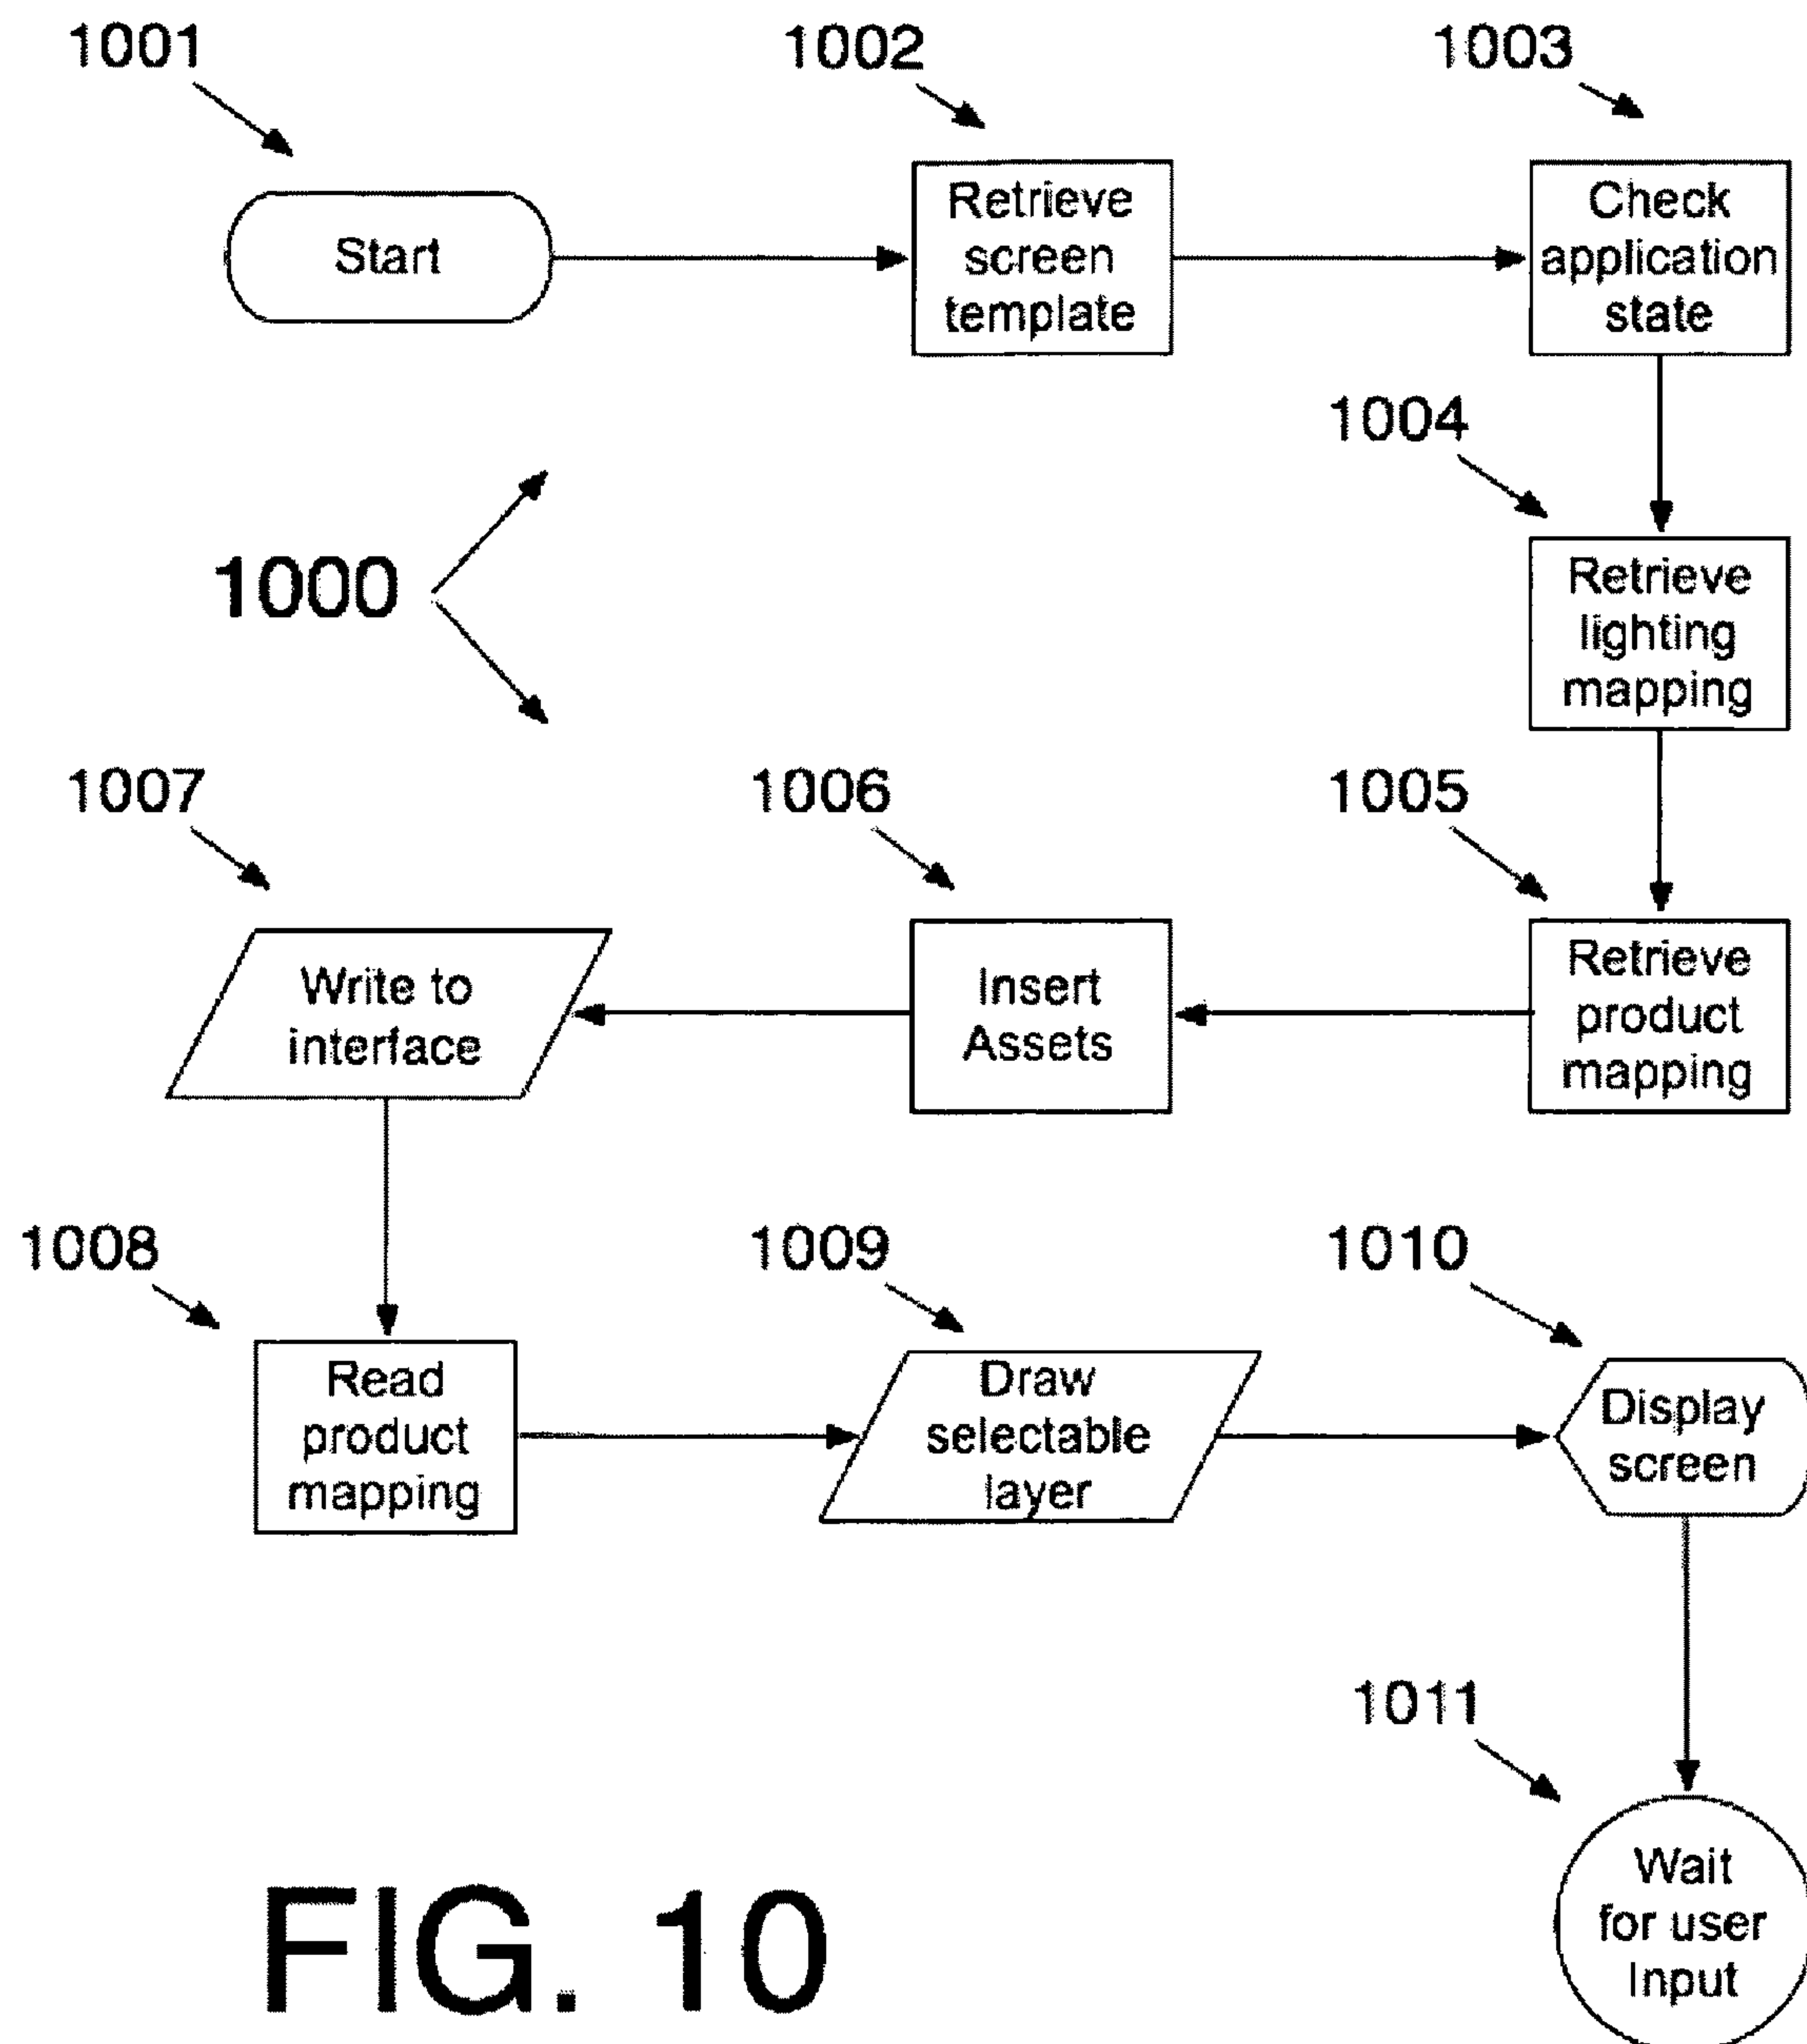 1001
1002
1003
Start
Retrieve
screen
template
Check
application
state
1004
1000
Retrieve
lighting
mapping
1007
1006
1005
Write to
interface
Insert
Assets
Retrieve
product
mapping
1008
1009
1010
Read
product
mapping
Draw
selectable
layer
Display
screen
1011
Wait
for user
Input
FIG. 10